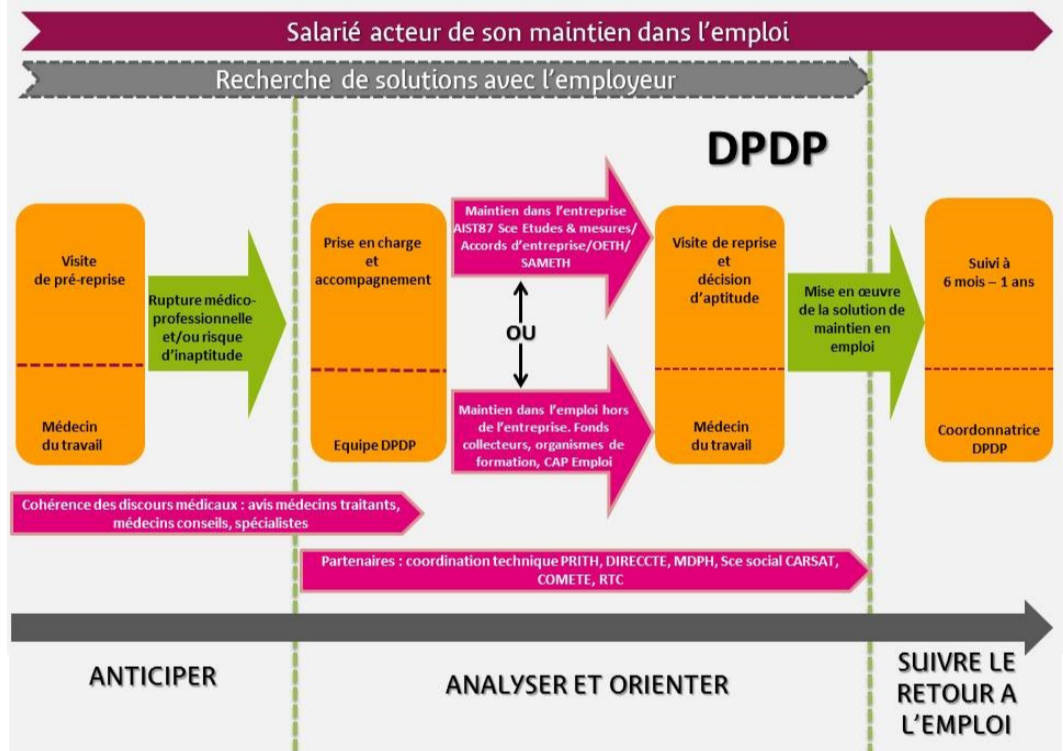 Salarié acteur de son maintien dans l'emploi
Recherche de solutions avec l'employeur
DPDP
Visite
de pré-reprise
Médecin
du travail
Rupture médico-
professionnelle
et/ou risque
d'inaptitude
Prise en charge
et
accompagnement
Equipe DPDP
Maintien dans l'entreprise
AIST87 Sce Etudes & mesures/
Accords d'entreprise/OETH/
SAMETH
OU
Maintien dans l'emploi hors
de l'entreprise. Fonds
collecteurs, organismes de
formation, CAP Emploi
Visite de reprise
et
décision
d'aptitude
Médecin
du travail
Mise en œuvre
de la solution de
maintien en
emploi
Suivi à
6 mois – 1 ans
Coordonnatrice
DPDP
Cohérence des discours médicaux : avis médecins traitants,
médecins conseils, spécialistes
Partenaires : coordination technique PRITH, DIRECCTE, MDPH, Sce social CARSAT,
COMETE, RTC
ANTICIPER
ANALYSER ET ORIENTER
SUIVRE LE
RETOUR A
L'EMPLOI